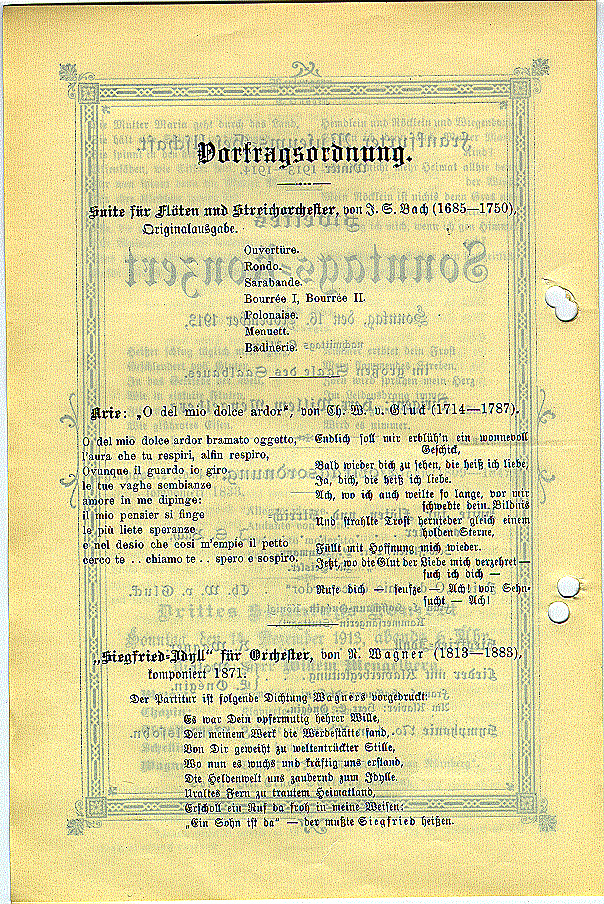 Vortragsordnung.
Suite für Flöten und Streichorchester, von J. S. Bach (1685—1750),
Originalausgabe.
Ouvertüre.
Rondo.
Sarabande.
Bourrée I, Bourrée II.
Polonaise.
Menuett.
Badinerie.
Arie: „O del mio dolce ardor“, von Ch. W. v. Gluck (1714—1787).
O del mio dolce ardor bramato oggetto,
l'aura che tu respiri, alfin respiro,
Ovunque il guardo io giro
le tue vaghe sembianze
amore in me dipinge:
il mio pensier si finge
le più liete speranze
e nel desio che così m'empie il petto
cerco te . . chiamo te . . spero e sospiro.
Endlich soll mir erblüh'n ein wonnevoll
Geschick,
Bald wieder dich zu sehen, die heiß ich liebe,
Ja, dich, die heiß ich liebe.
Ach, wo ich auch weilte so lange, vor mir
schwebte dein Bildnis
Und strahlte Trost hernieder gleich einem
holden Sterne,
Füllt mit Hoffnung mich wieder.
Jetzt, wo die Glut der Liebe mich verzehret —
such ich dich —
Rufe dich — seufze — Ach! vor Sehn-
sucht — Ach!
„Siegfried-Idyll“ für Orchester, von R. Wagner (1813—1883),
komponiert 1871.
Der Partitur ist folgende Dichtung Wagners vorgedruckt:
Es war Dein opfermutig hehrer Wille,
Der meinem Werk die Werdestätte fand,
Von Dir geweiht zu weltentrückter Stille,
Wo nun es wuchs und kräftig uns erstand,
Die Heldenwelt uns zaubernd zum Idylle.
Uraltes Fern zu trautem Heimatland,
Erscholl ein Ruf da froh in meine Weisen:
„Ein Sohn ist da“ — der mußte Siegfried heißen.